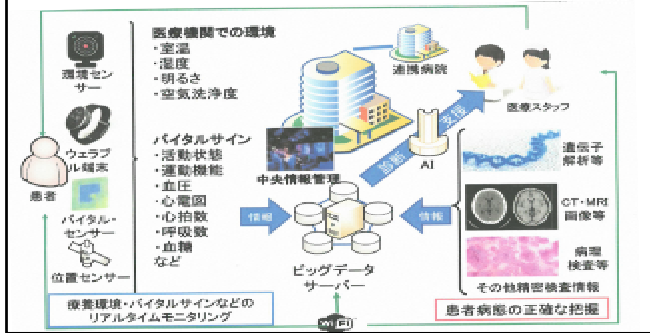 環境セン
サー
ウェラブ
ル端末
患者
バイタル・
センサー
位置センサー
医療機関での環境
・室温
・湿度
・明るさ
・空気洗浄度
バイタルサイン
・活動状態
・運動機能
・血圧
・心電図
・心拍数
・呼吸数
・血糖
など
中央情報管理
連携病院
医療スタッフ
診断
支援
AI
情報
情報
ビッグデータ
サーバー
遺伝子
解析等
CT・MRI
画像等
病理
検査等
その他精密検査情報
療養環境・バイタルサインなどの
リアルタイムモニタリング
患者病態の正確な把握
WiFi